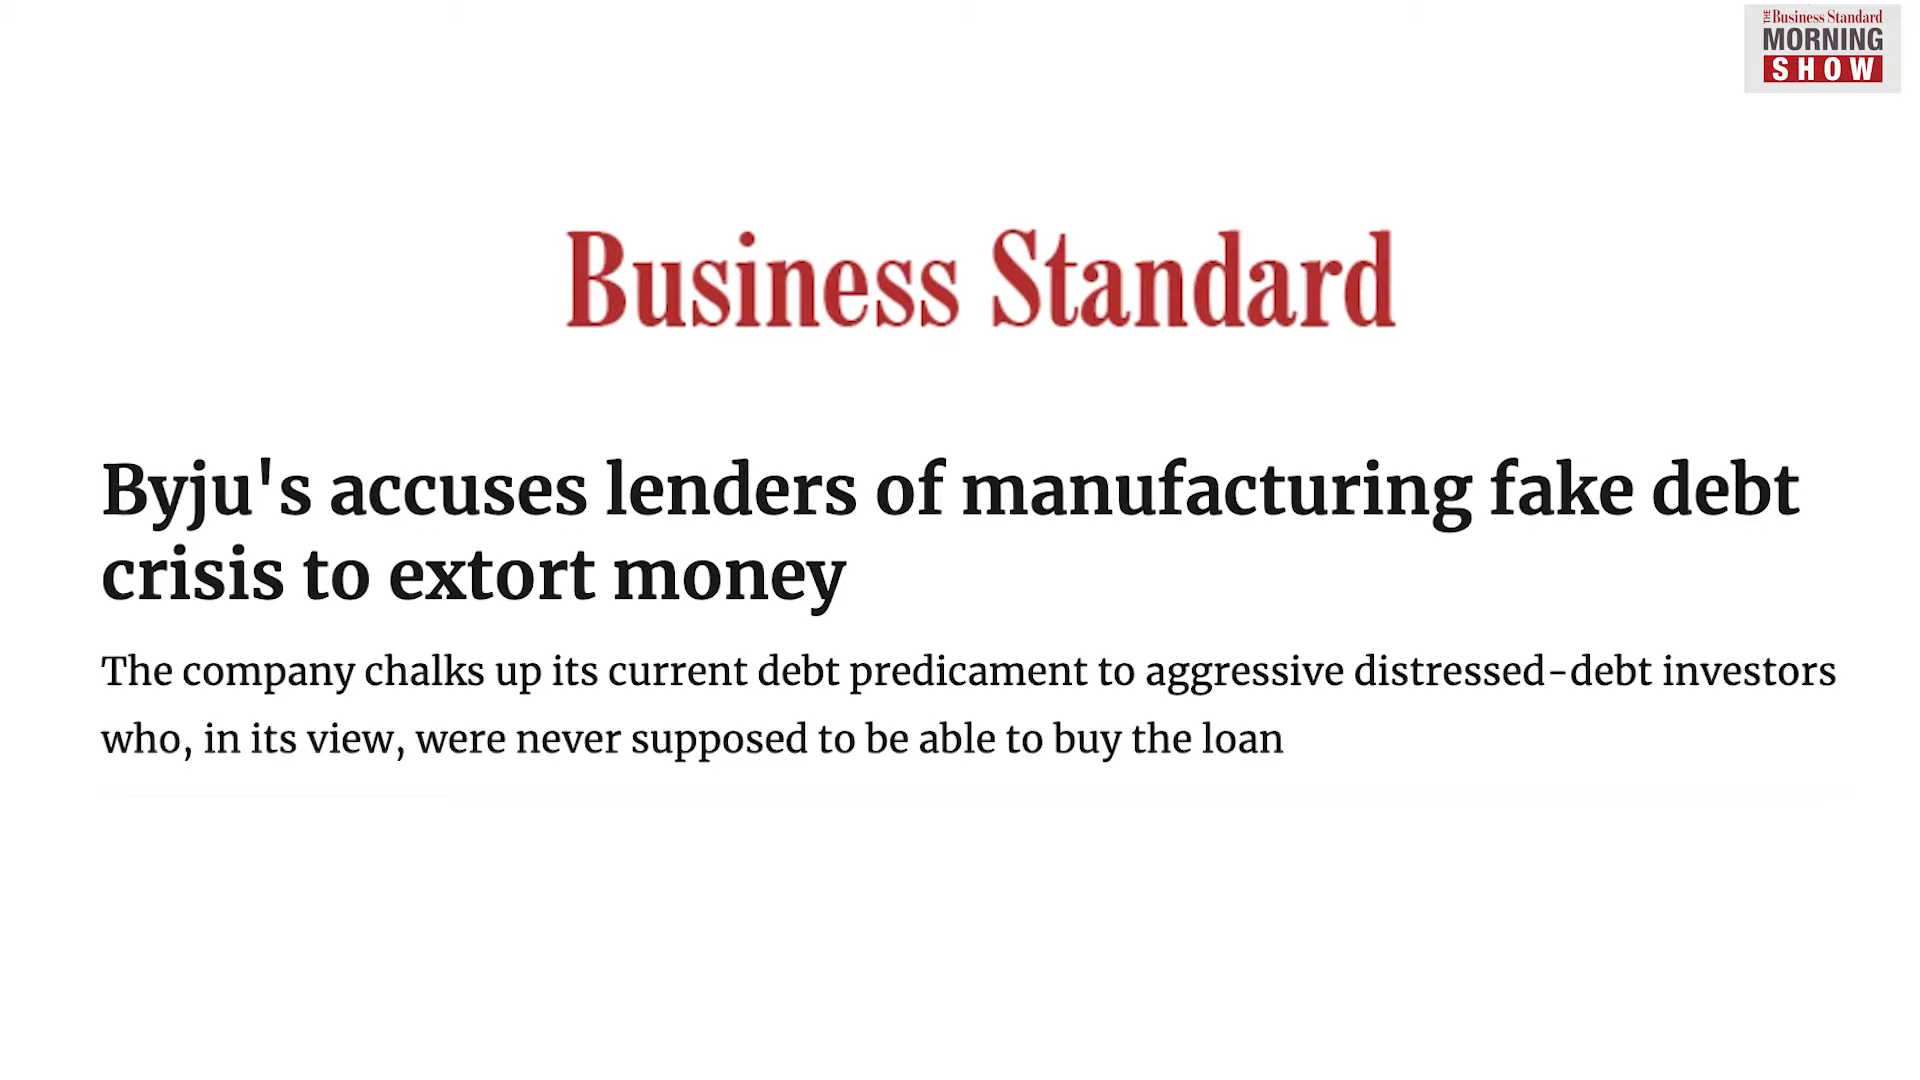 THE Business Standard
MORNING
SHOW
Business Standard
Byju's accuses lenders of manufacturing fake debt
crisis to extort money
The company chalks up its current debt predicament to aggressive distressed-debt investors
who, in its view, were never supposed to be able to buy the loan